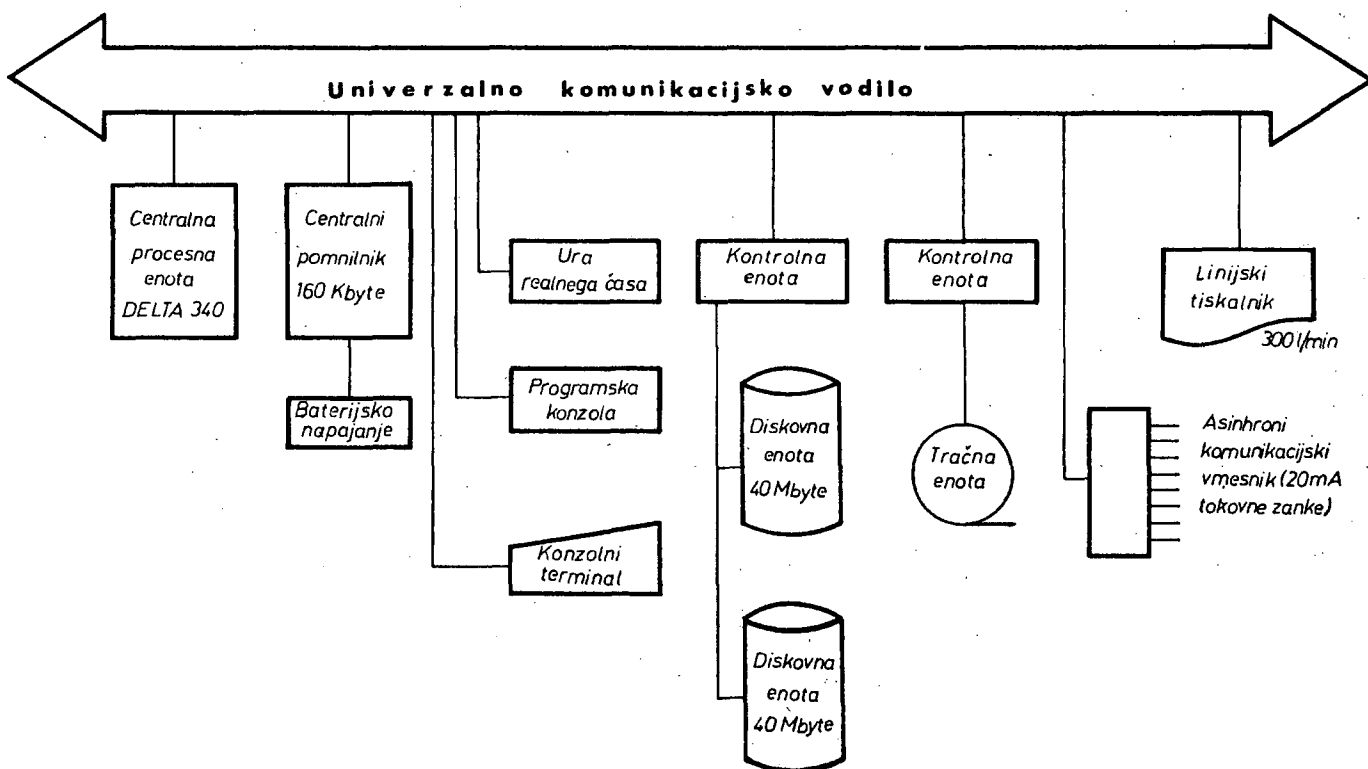 Univerzalno komunikacijsko vodilo
Centralna
procesna
enota
DELTA 340
Centralni
pomnilnik
160 Kbyte
Baterijsko
napajanje
Ura
realnega časa
Programska
konzola
Konzolni
terminal
Kontrolna
enota
Diskovna
enota
40 Mbyte
Diskovna
enota
40 Mbyte
Kontrolna
enota
Tračna
enota
Linijski
tiskalnik
300 l/min
Asinhroni
komunikacijski
vmesnik (20mA
tokovne zanke)